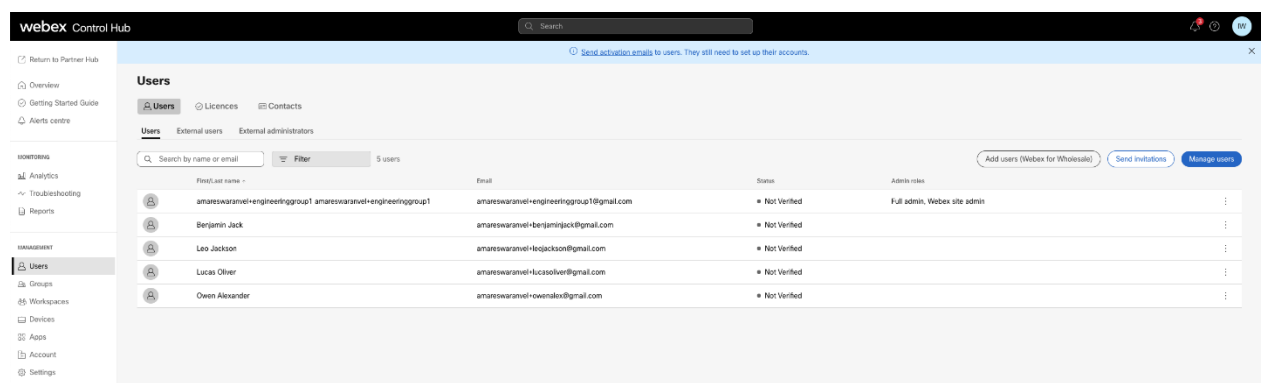 webex Control Hub
Search
IW
Return to Partner Hub
Send activation emails to users. They still need to set up their accounts.
Overview
Getting Started Guide
Alerts centre
MONITORING
Analytics
Troubleshooting
Reports
MANAGEMENT
Users
Groups
Workspaces
Devices
Apps
Account
Settings
Users
Users Licences Contacts
Users External users External administrators
Search by name or email Filter 5 users Add users (Webex for Wholesale) Send invitations Manage users
First/Last name Email Status Admin roles
amareswaranvel+engineeringgroup1 amareswaranvel+engineeringgroup1 amareswaranvel+engineeringgroup1@gmail.com Not Verified Full admin, Webex site admin
Benjamin Jack amareswaranvel+benjaminjack@gmail.com Not Verified
Leo Jackson amareswaranvel+leojackson@gmail.com Not Verified
Lucas Oliver amareswaranvel+lucasoliver@gmail.com Not Verified
Owen Alexander amareswaranvel+owenalex@gmail.com Not Verified